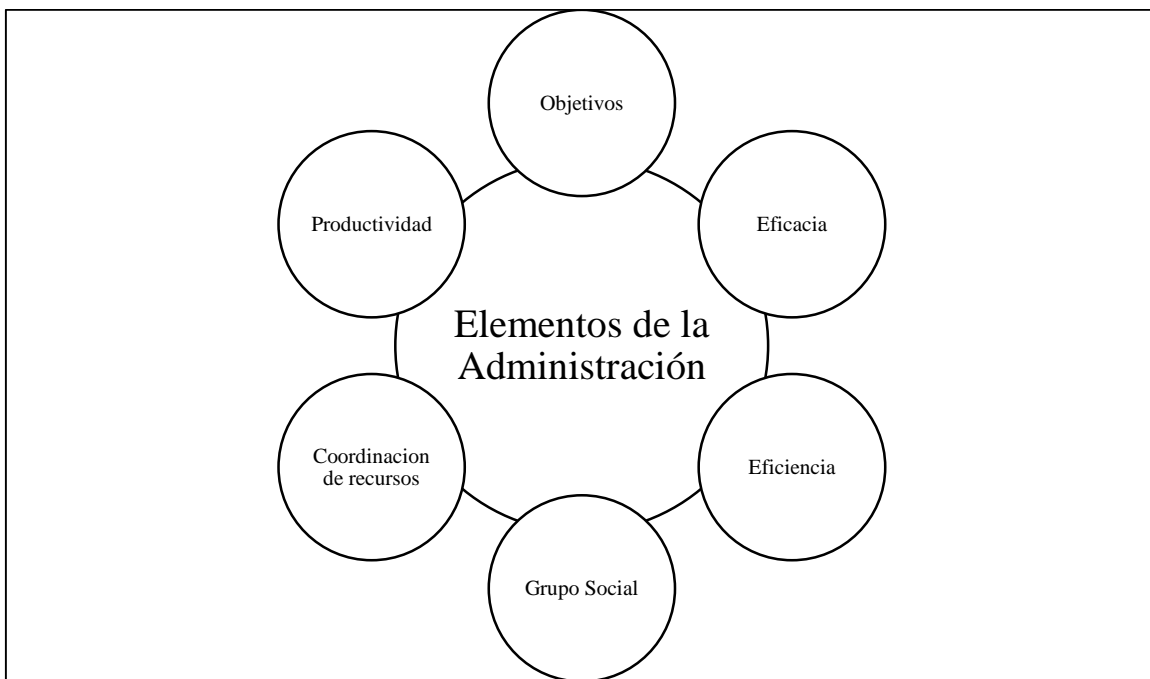 Objetivos
Productividad
Eficacia
Elementos de la
Administración
Coordinacion
de recursos
Eficiencia
Grupo Social